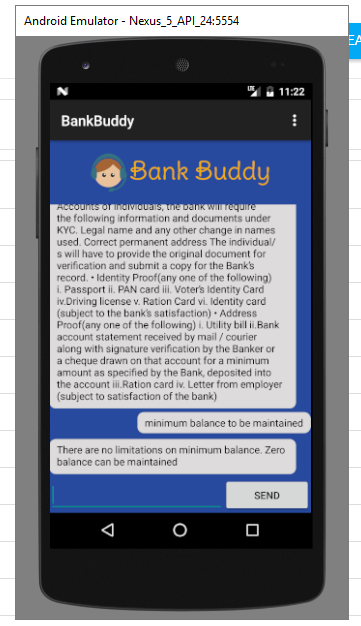 Android Emulator - Nexus_5_API_24:5554
EA
LTE 11:22
BankBuddy
Bank Buddy
Accounts of individuals, the bank will require
the following information and documents under
KYC. Legal name and any other change in names
used. Correct permanent address The individual/
s will have to provide the original document for
verification and submit a copy for the Bank's
record. • Identity Proof(any one of the following)
i. Passport ii. PAN card iii. Voter's Identity Card
iv.Driving license v. Ration Card vi. Identity card
(subject to the bank's satisfaction) • Address
Proof(any one of the following) i. Utility bill ii.Bank
account statement received by mail / courier
along with signature verification by the Banker or
a cheque drawn on that account for a minimum
amount as specified by the Bank, deposited into
the account iii.Ration card iv. Letter from employer
(subject to satisfaction of the bank)
minimum balance to be maintained
There are no limitations on minimum balance. Zero
balance can be maintained
SEND